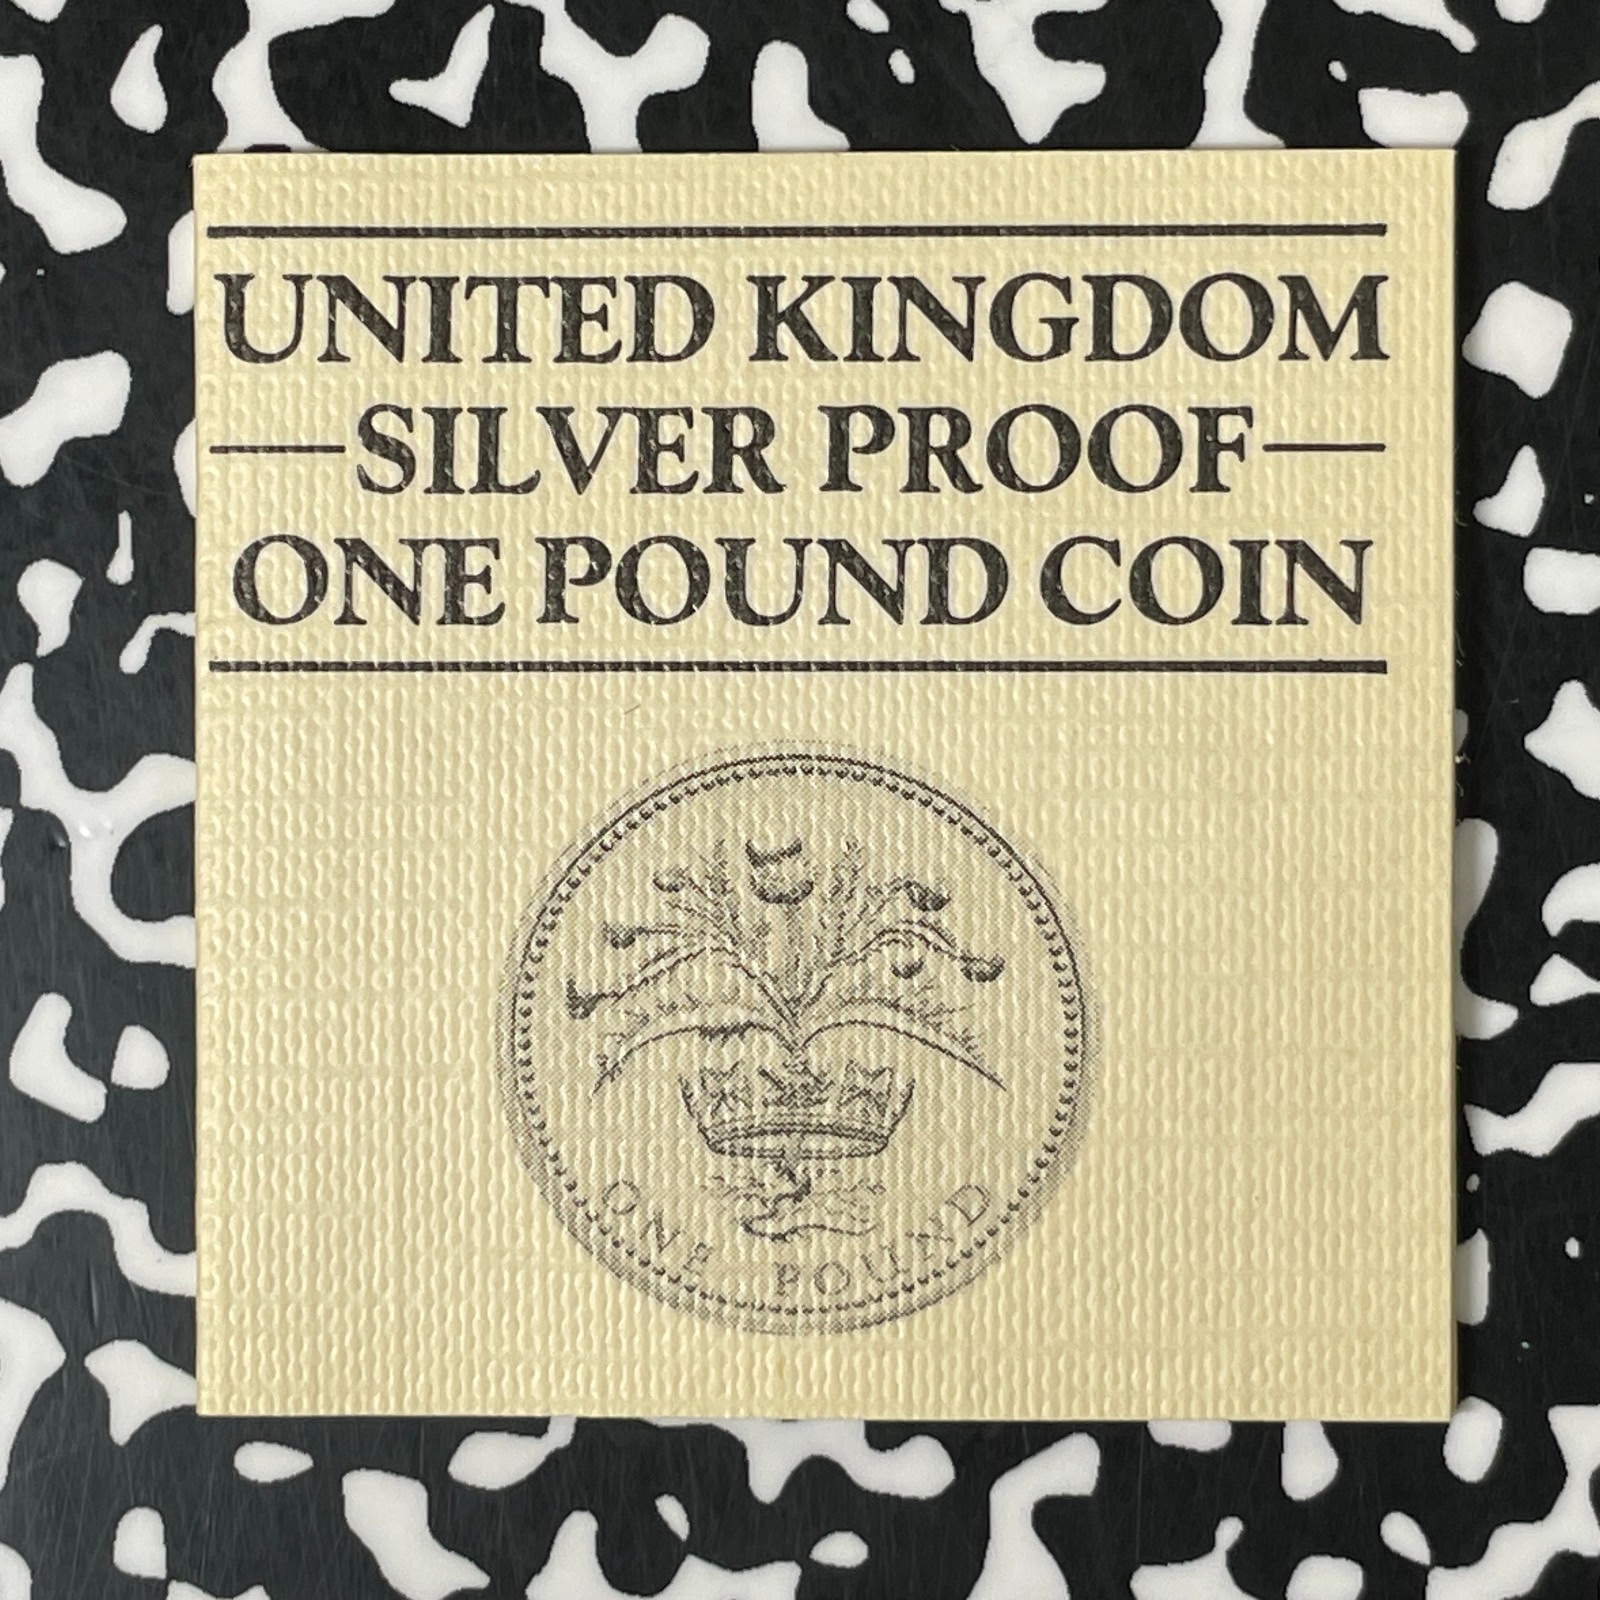 UNITED KINGDOM
—SILVER PROOF—
ONE POUND COIN
ONE POUND